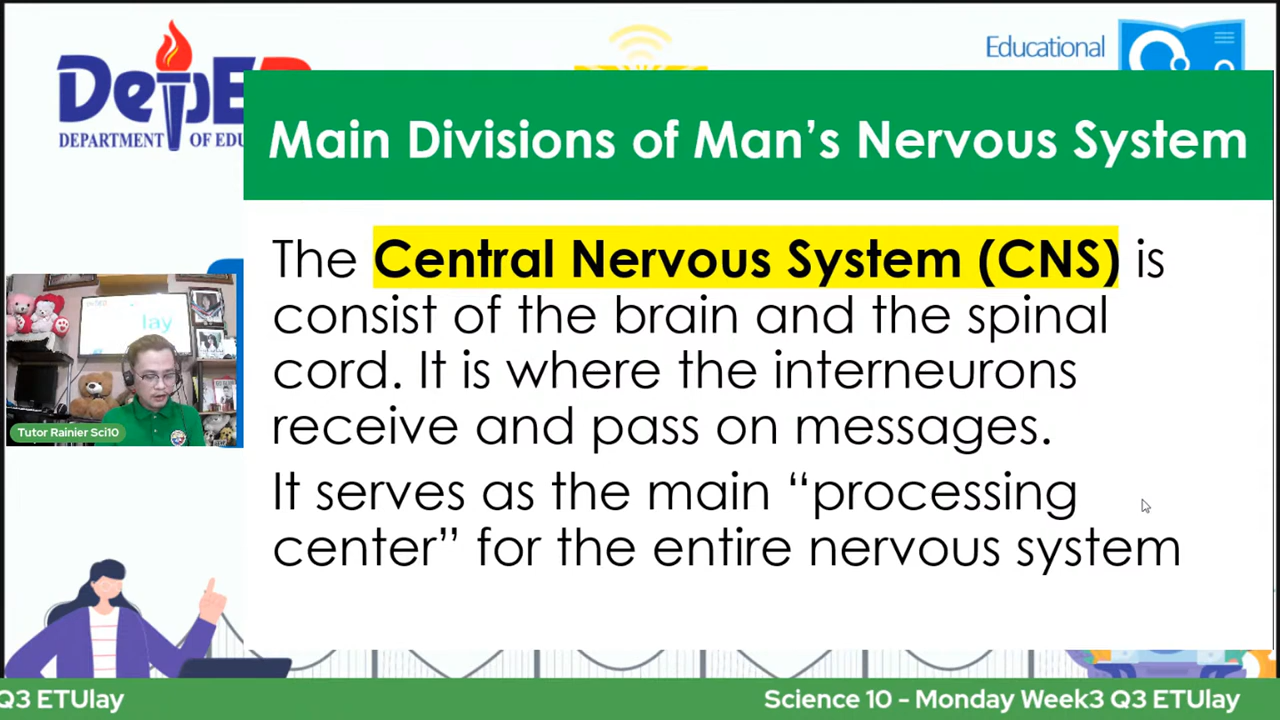 DepE
DEPARTMENT OF EDU
Educational
Main Divisions of Man's Nervous System
The Central Nervous System (CNS) is
consist of the brain and the spinal
cord. It is where the interneurons
receive and pass on messages.
It serves as the main “processing
center” for the entire nervous system
lay
Tutor Rainier Sci10
Q3 ETUlay
Science 10 - Monday Week3 Q3 ETUlay